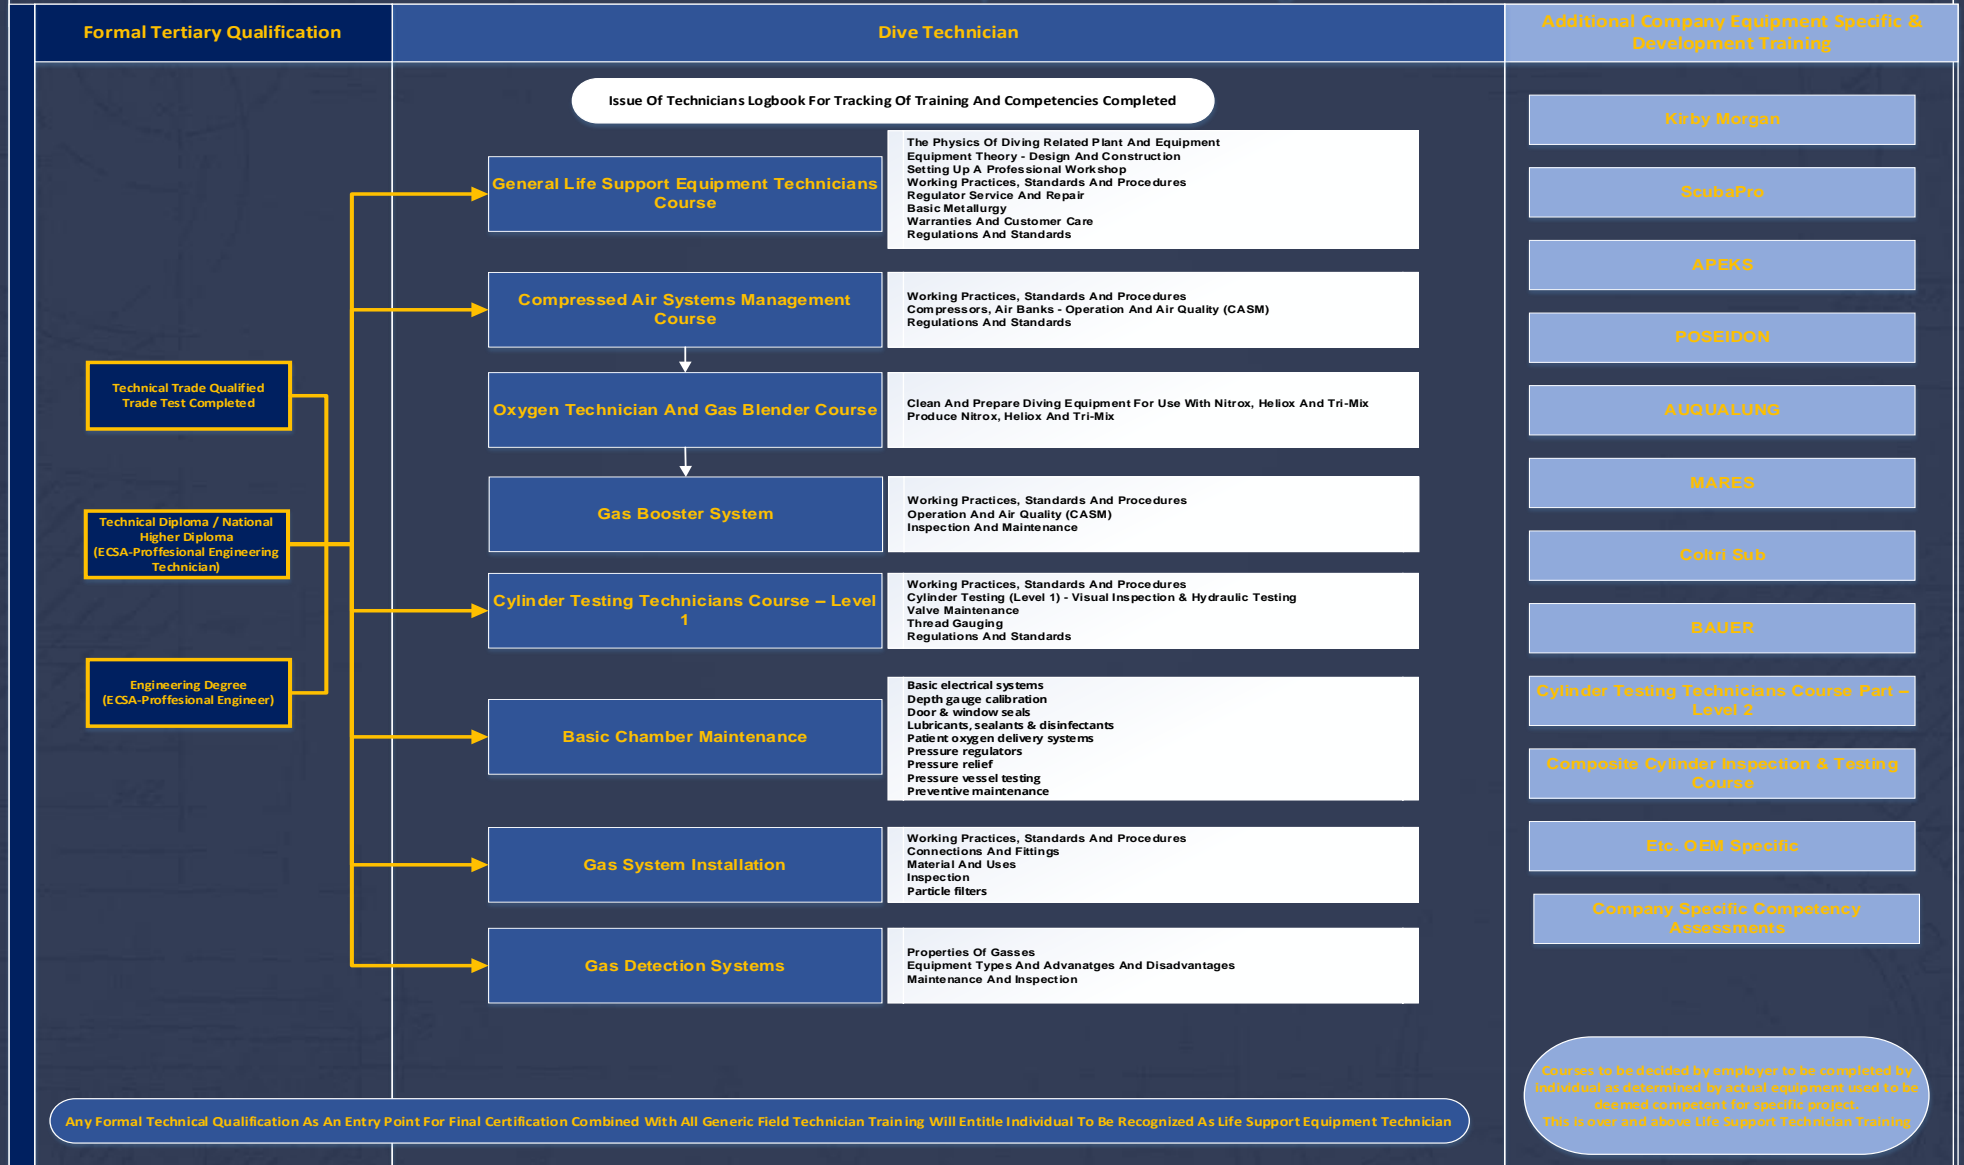 Formal Tertiary Qualification
Dive Technician
Additional Company Equipment Specific &
Development Training
Issue Of Technicians Logbook For Tracking Of Training And Competencies Completed
Technical Trade Qualified
Trade Test Completed
Technical Diploma / National
Higher Diploma
(ECSA-Proffesional Engineering
Technician)
Engineering Degree
(ECSA-Proffesional Engineer)
General Life Support Equipment Technicians
Course
The Physics Of Diving Related Plant And Equipment
Equipment Theory - Design And Construction
Setting Up A Professional Workshop
Working Practices, Standards And Procedures
Regulator Service And Repair
Basic Metallurgy
Warranties And Customer Care
Regulations And Standards
Compressed Air Systems Management
Course
Working Practices, Standards And Procedures
Compressors, Air Banks - Operation And Air Quality (CASM)
Regulations And Standards
Oxygen Technician And Gas Blender Course
Clean And Prepare Diving Equipment For Use With Nitrox, Heliox And Tri-Mix
Produce Nitrox, Heliox And Tri-Mix
Gas Booster System
Working Practices, Standards And Procedures
Operation And Air Quality (CASM)
Inspection And Maintenance
Cylinder Testing Technicians Course – Level
1
Working Practices, Standards And Procedures
Cylinder Testing (Level 1) - Visual Inspection & Hydraulic Testing
Valve Maintenance
Thread Gauging
Regulations And Standards
Basic Chamber Maintenance
Basic electrical systems
Depth gauge calibration
Door & window seals
Lubricants, sealants & disinfectants
Patient oxygen delivery systems
Pressure regulators
Pressure relief
Pressure vessel testing
Preventive maintenance
Gas System Installation
Working Practices, Standards And Procedures
Connections And Fittings
Material And Uses
Inspection
Particle filters
Gas Detection Systems
Properties Of Gasses
Equipment Types And Advanatges And Disadvantages
Maintenance And Inspection
Kirby Morgan
ScubaPro
APEKS
POSEIDON
AUQUALUNG
MARES
Coltri Sub
BAUER
Cylinder Testing Technicians Course Part –
Level 2
Composite Cylinder Inspection & Testing
Course
Etc. OEM Specific
Company Specific Competency
Assessments
Courses to be decided by employer to be completed by
individual as determined by actual equipment used to be
deemed competent for specific project.
This is over and above Life Support Technician Training
Any Formal Technical Qualification As An Entry Point For Final Certification Combined With All Generic Field Technician Training Will Entitle Individual To Be Recognized As Life Support Equipment Technician